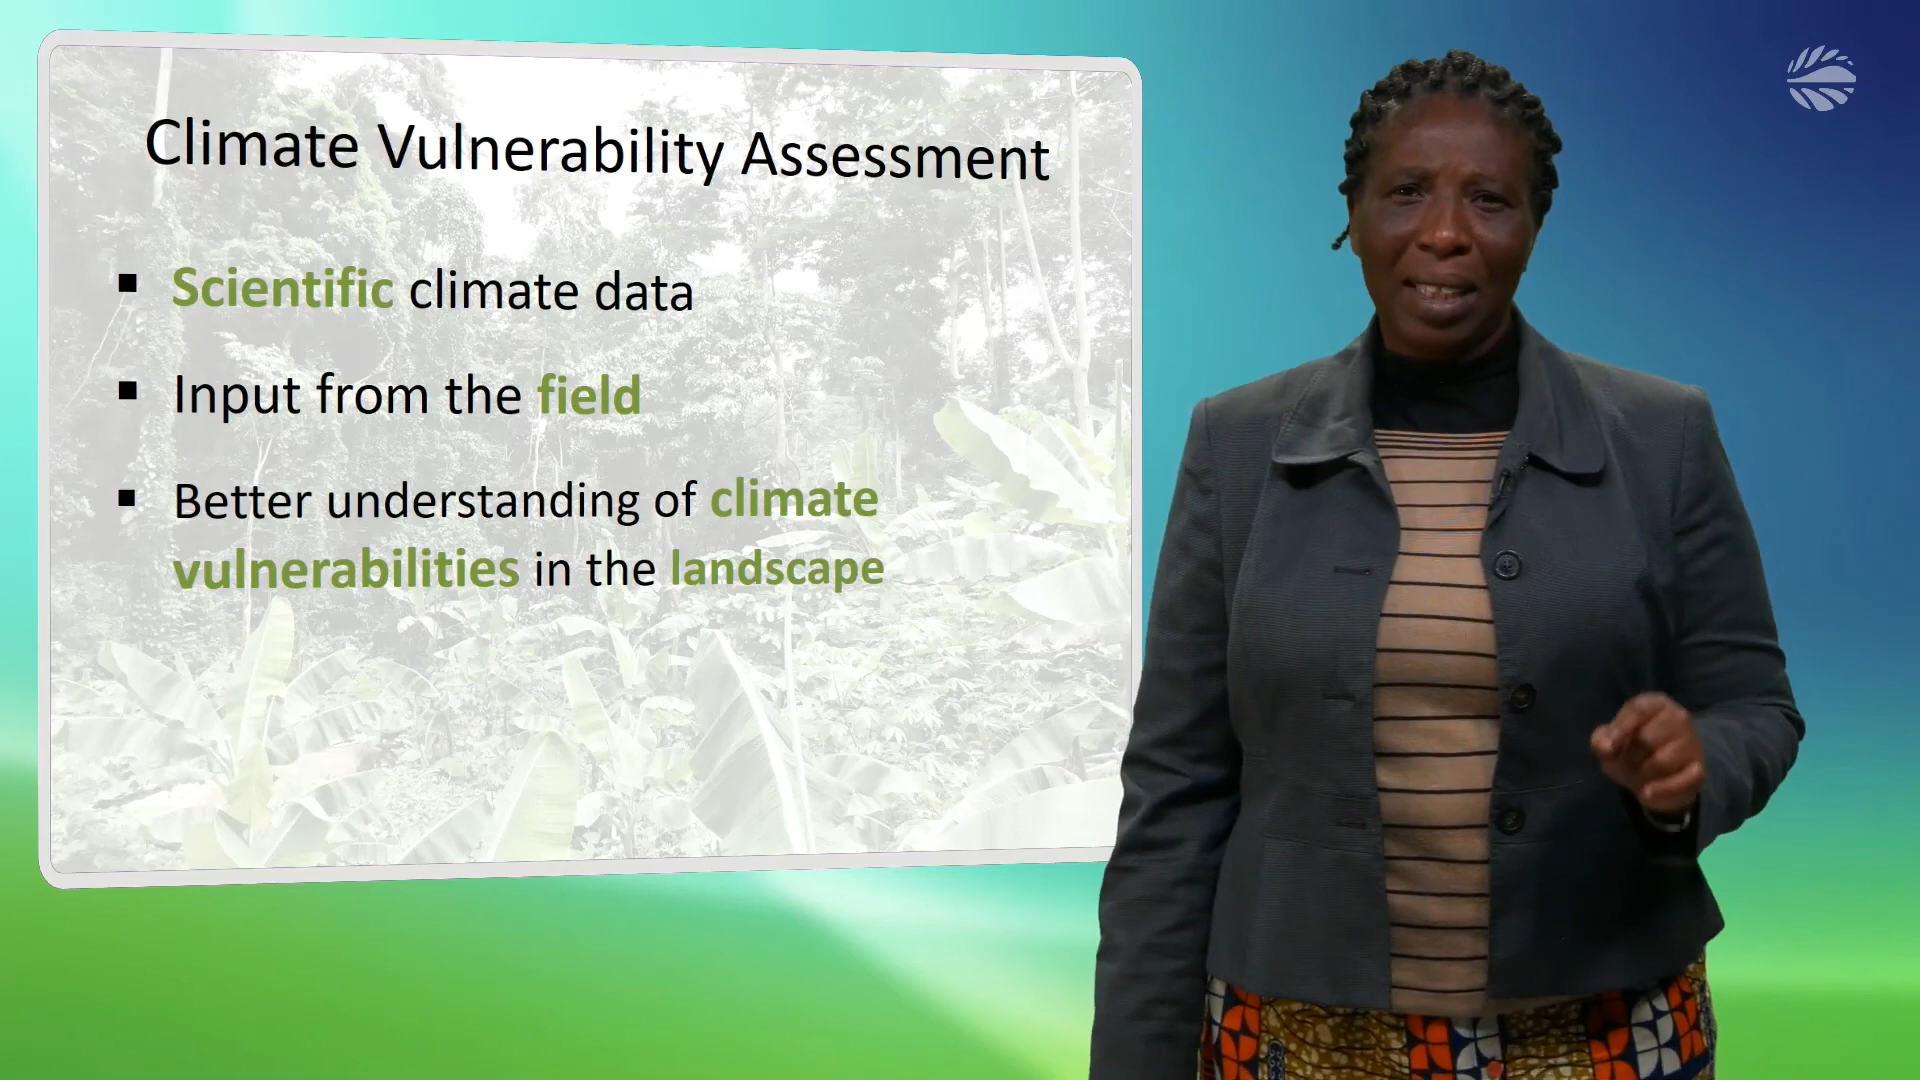 Climate Vulnerability Assessment
▪ Scientific climate data
▪ Input from the field
▪ Better understanding of climate
vulnerabilities in the landscape